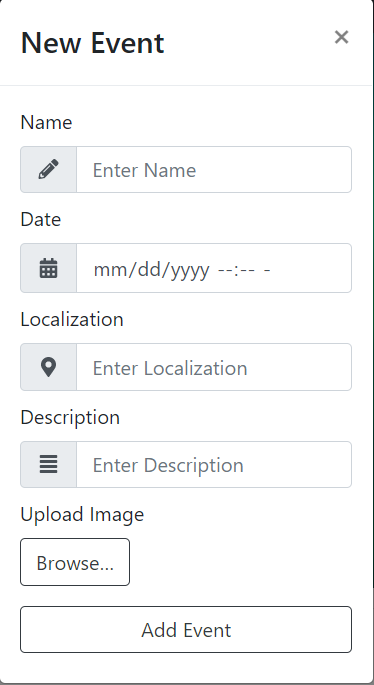 New Event ×
Name
Enter Name
Date
mm/dd/yyyy --:-- -
Localization
Enter Localization
Description
Enter Description
Upload Image
Browse...
Add Event